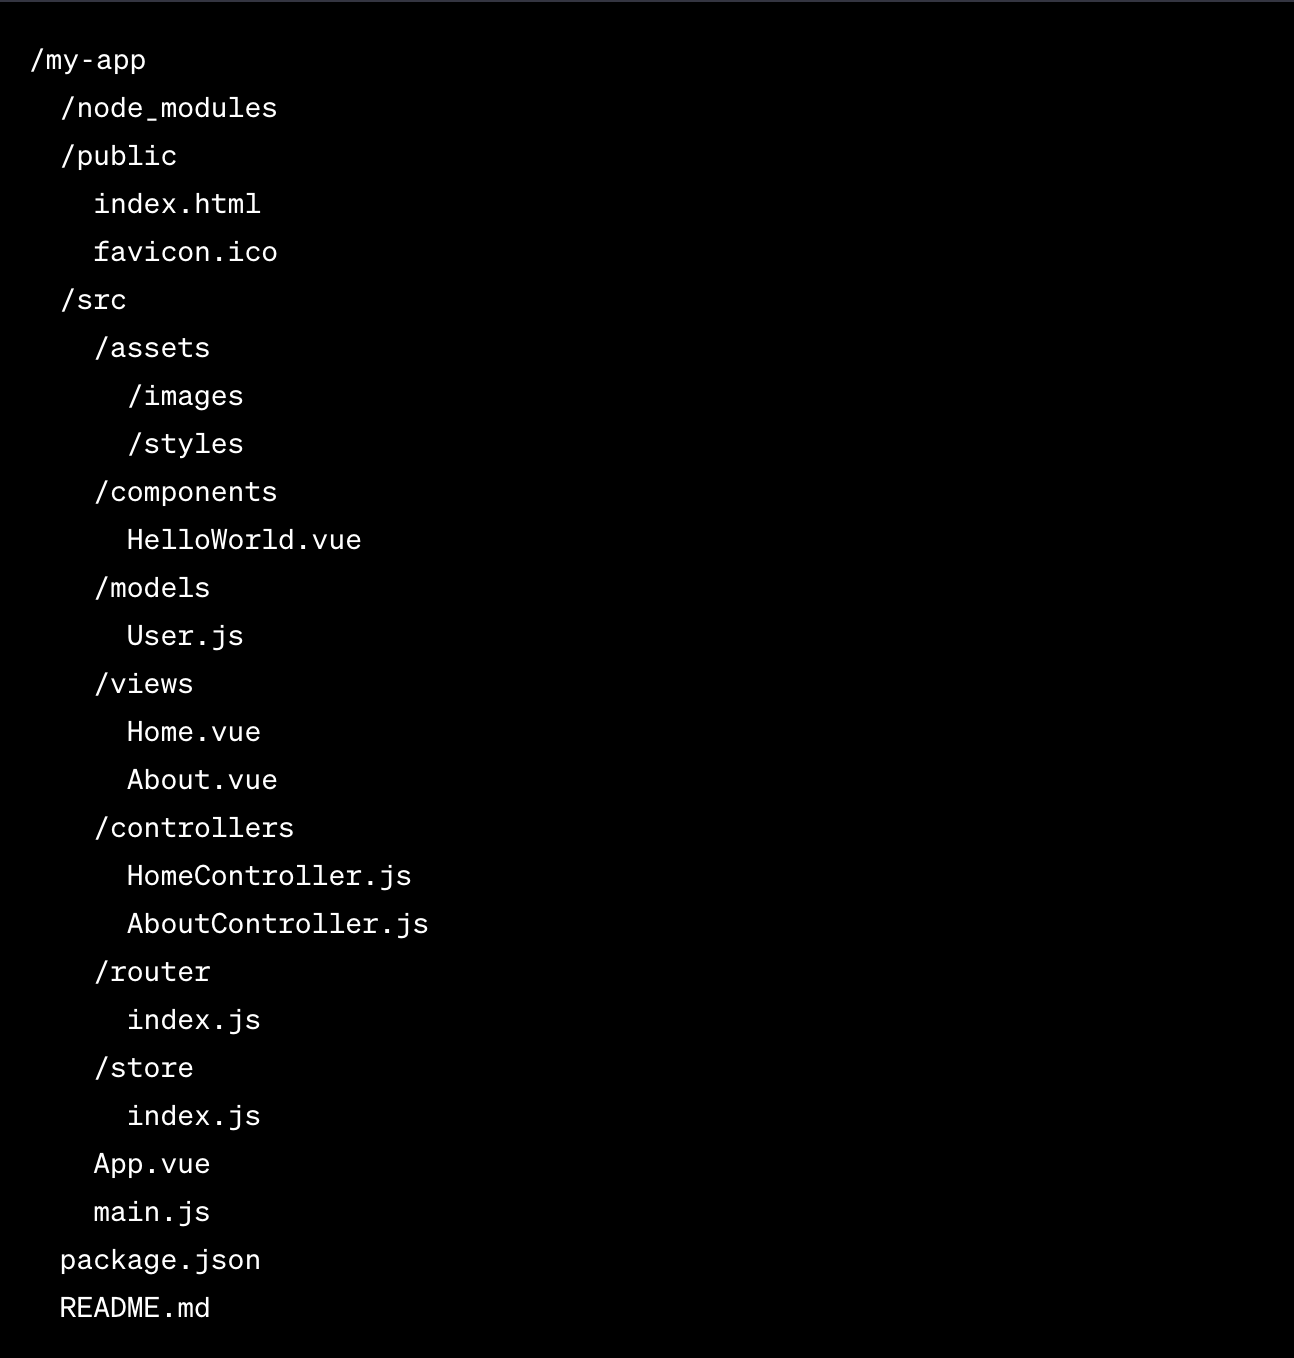 /my-app
  /node_modules
  /public
    index.html
    favicon.ico
  /src
    /assets
      /images
      /styles
    /components
      HelloWorld.vue
    /models
      User.js
    /views
      Home.vue
      About.vue
    /controllers
      HomeController.js
      AboutController.js
    /router
      index.js
    /store
      index.js
    App.vue
    main.js
  package.json
  README.md